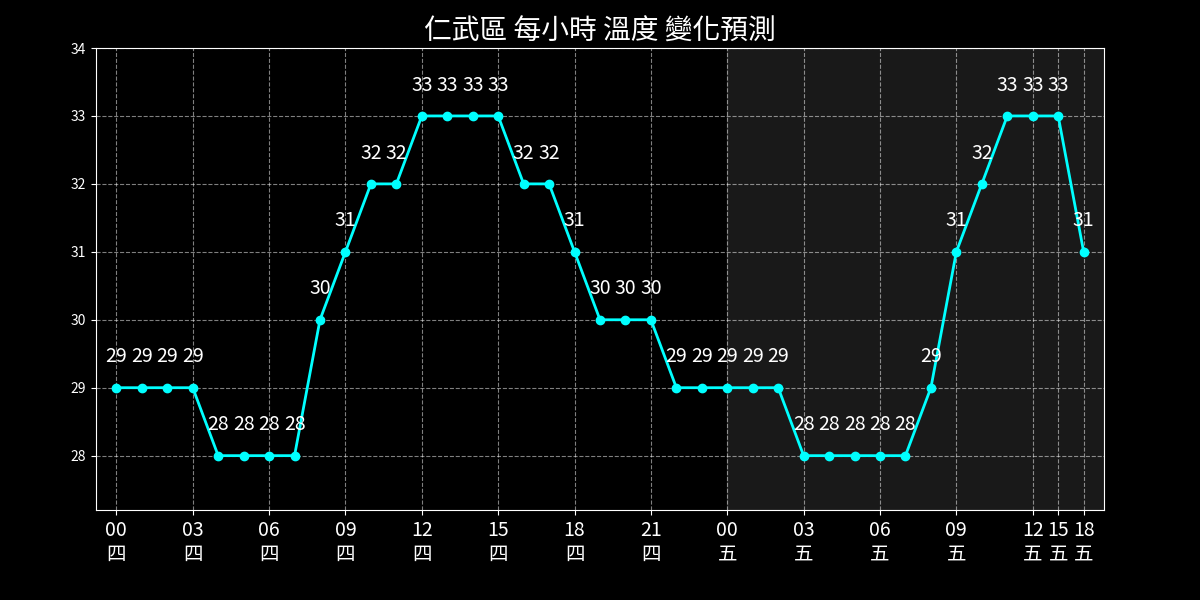 仁武區 每小時 溫度 變化預測
34
33 33 33 33 33 33 33
33
32 32 32 32 32
32
31 31 31 31
31
30 30 30 30
30
29 29 29 29 29 29 29 29 29 29
29
28 28 28 28 28 28 28 28 28
28
00 03 06 09 12 15 18 21 00 03 06 09 12 15 18
四 四 四 四 四 四 四 四 五 五 五 五 五 五 五